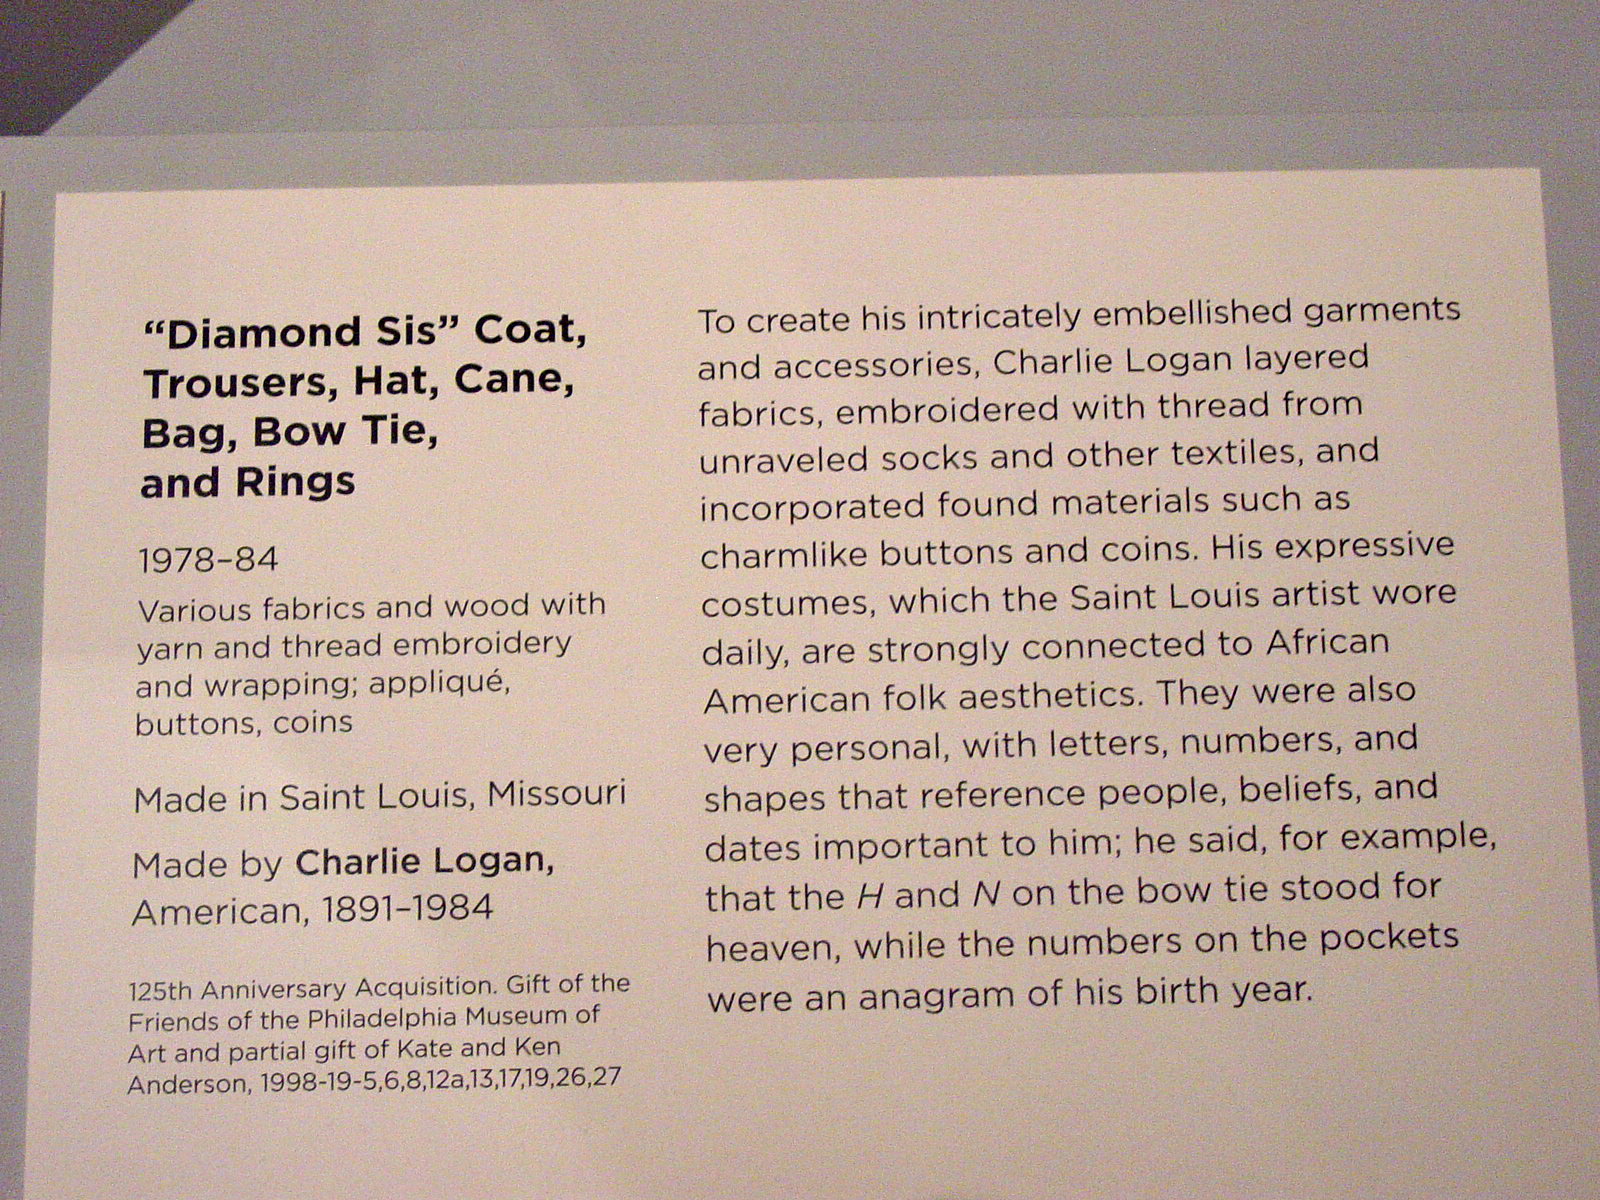 “Diamond Sis” Coat,
Trousers, Hat, Cane,
Bag, Bow Tie,
and Rings
1978–84
Various fabrics and wood with
yarn and thread embroidery
and wrapping; appliqué,
buttons, coins
Made in Saint Louis, Missouri
Made by Charlie Logan,
American, 1891–1984
125th Anniversary Acquisition. Gift of the
Friends of the Philadelphia Museum of
Art and partial gift of Kate and Ken
Anderson, 1998-19-5,6,8,12a,13,17,19,26,27
To create his intricately embellished garments
and accessories, Charlie Logan layered
fabrics, embroidered with thread from
unraveled socks and other textiles, and
incorporated found materials such as
charmlike buttons and coins. His expressive
costumes, which the Saint Louis artist wore
daily, are strongly connected to African
American folk aesthetics. They were also
very personal, with letters, numbers, and
shapes that reference people, beliefs, and
dates important to him; he said, for example,
that the H and N on the bow tie stood for
heaven, while the numbers on the pockets
were an anagram of his birth year.